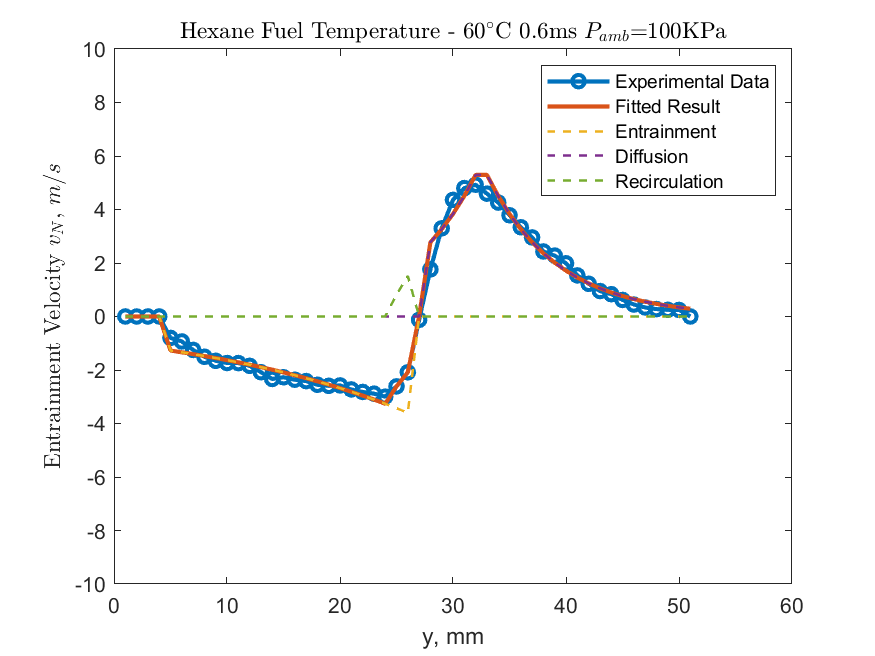 Hexane Fuel Temperature - 60°C 0.6ms P_amb=100KPa
Entrainment Velocity v_N, m/s
10
8
6
4
2
0
-2
-4
-6
-8
-10
Experimental Data
Fitted Result
Entrainment
Diffusion
Recirculation
0 10 20 30 40 50 60
y, mm